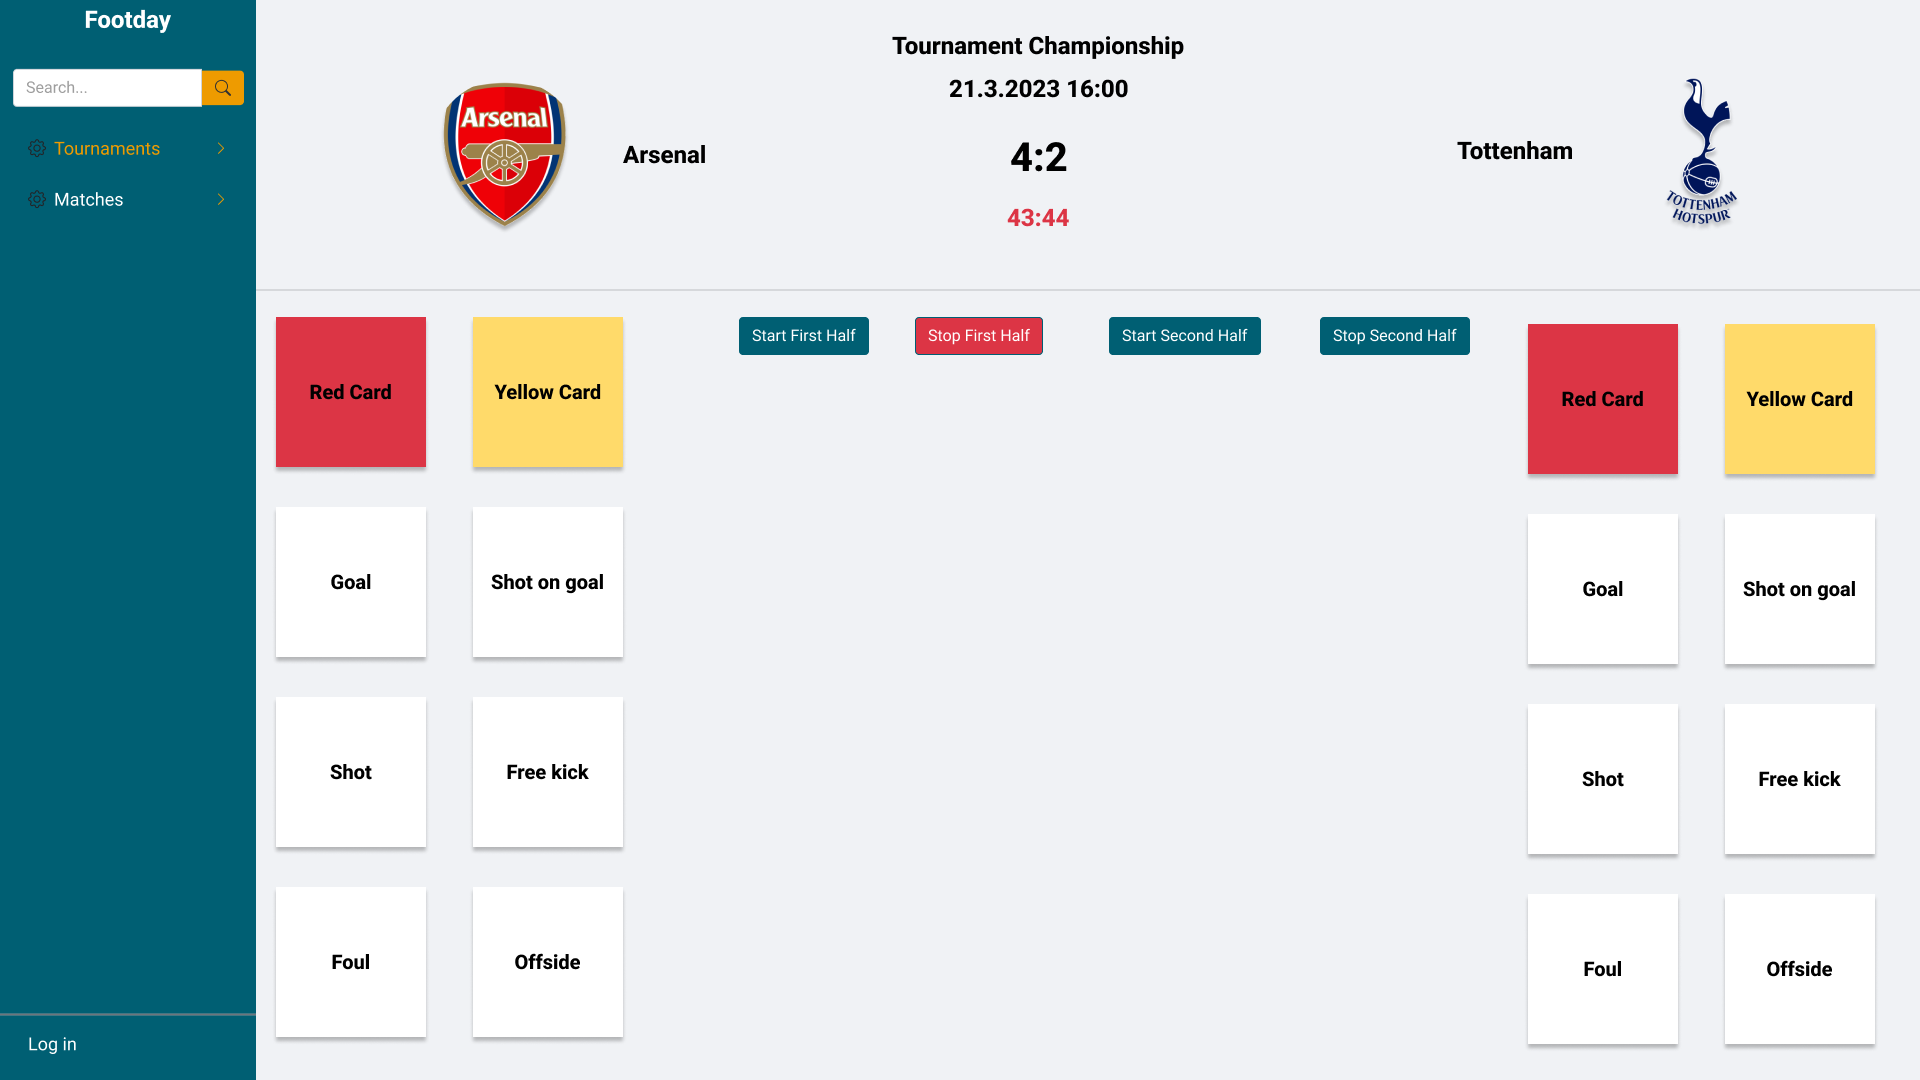 Footday
Search...
Tournaments
Matches
Log in
Tournament Championship
21.3.2023 16:00
Arsenal
Arsenal
4:2
43:44
Tottenham
TOTTENHAM
HOTSPUR
Start First Half
Stop First Half
Start Second Half
Stop Second Half
Red Card
Yellow Card
Goal
Shot on goal
Shot
Free kick
Foul
Offside
Red Card
Yellow Card
Goal
Shot on goal
Shot
Free kick
Foul
Offside